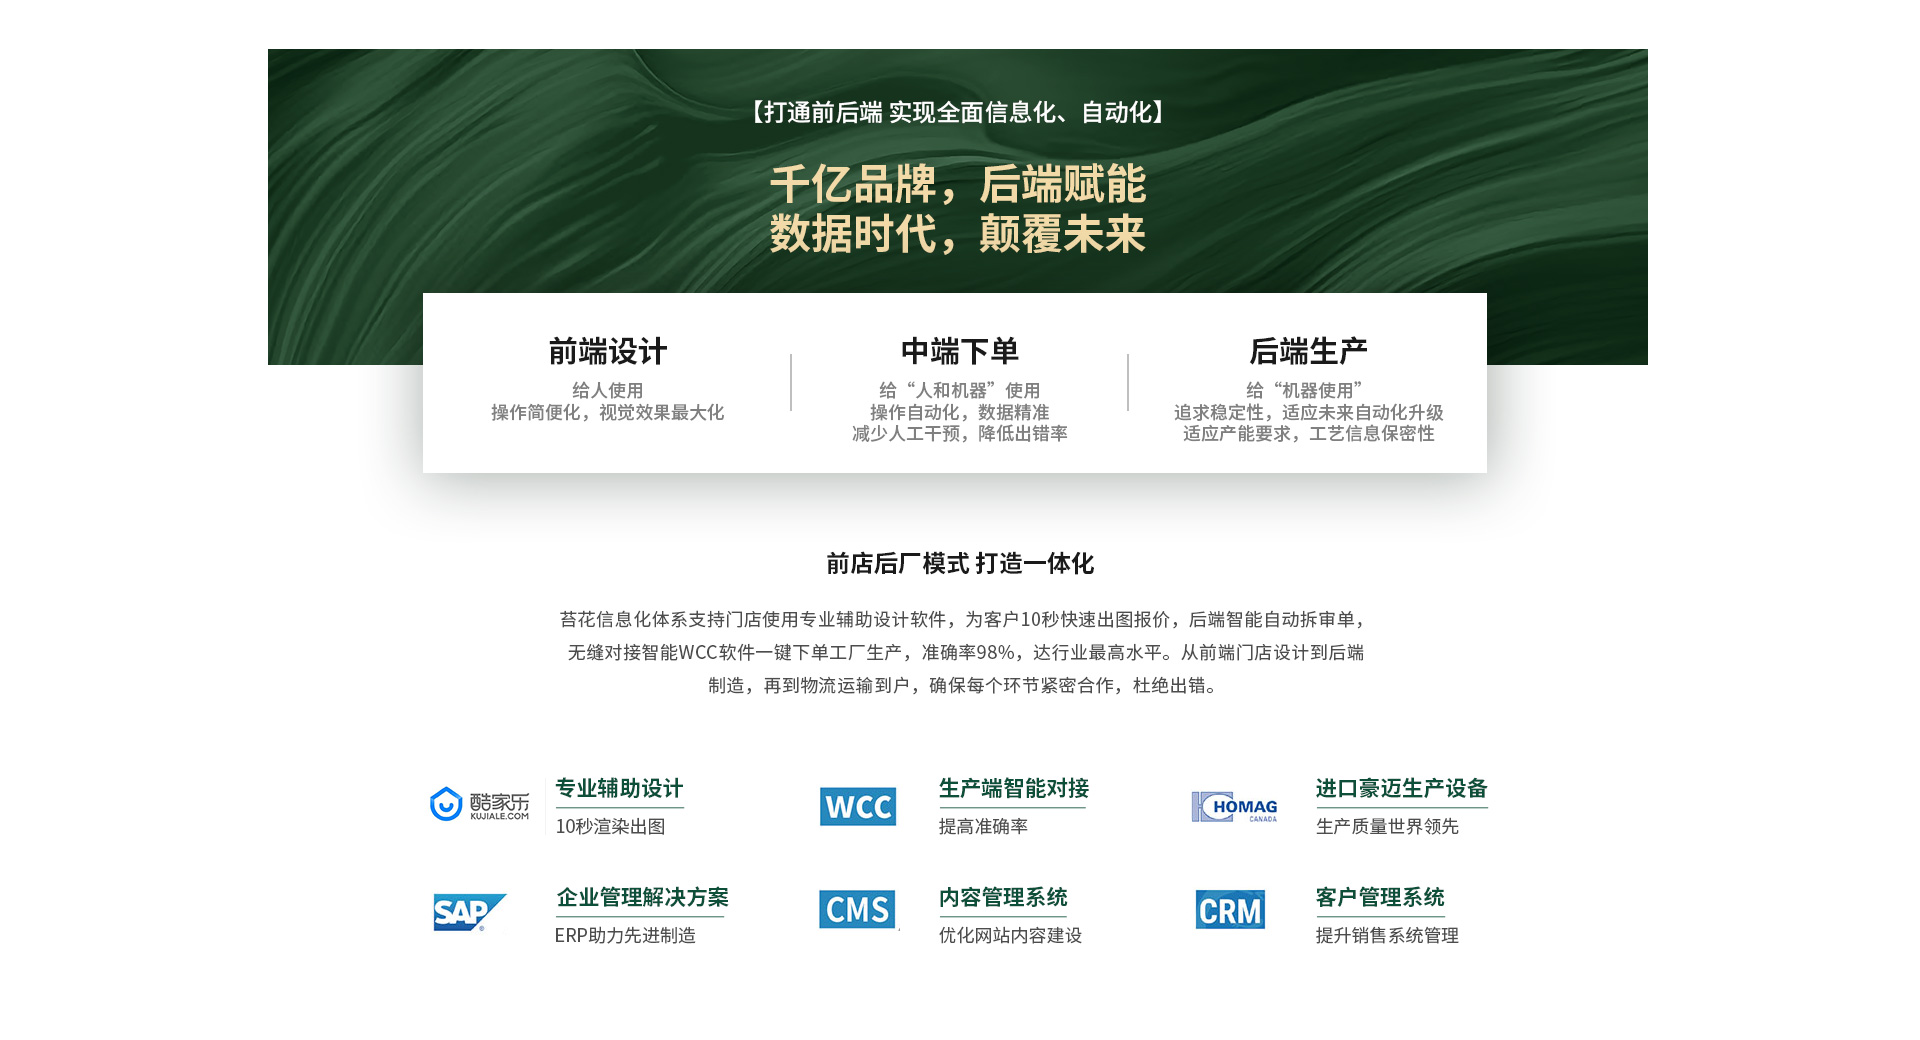 【打通前后端 实现全面信息化、自动化】
千亿品牌，后端赋能
数据时代，颠覆未来
前端设计
给人使用
操作简便化，视觉效果最大化
中端下单
给“人和机器”使用
操作自动化，数据精准
减少人工干预，降低出错率
后端生产
给“机器使用”
追求稳定性，适应未来自动化升级
适应产能要求，工艺信息保密性
前店后厂模式 打造一体化
苔花信息化体系支持门店使用专业辅助设计软件，为客户10秒快速出图报价，后端智能自动拆审单，
无缝对接智能WCC软件一键下单工厂生产，准确率98%，达行业最高水平。从前端门店设计到后端
制造，再到物流运输到户，确保每个环节紧密合作，杜绝出错。
酷家乐
KUJIALE.COM
专业辅助设计
10秒渲染出图
WCC
生产端智能对接
提高准确率
HOMAG
CANADA
进口豪迈生产设备
生产质量世界领先
SAP
企业管理解决方案
ERP助力先进制造
CMS
内容管理系统
优化网站内容建设
CRM
客户管理系统
提升销售系统管理